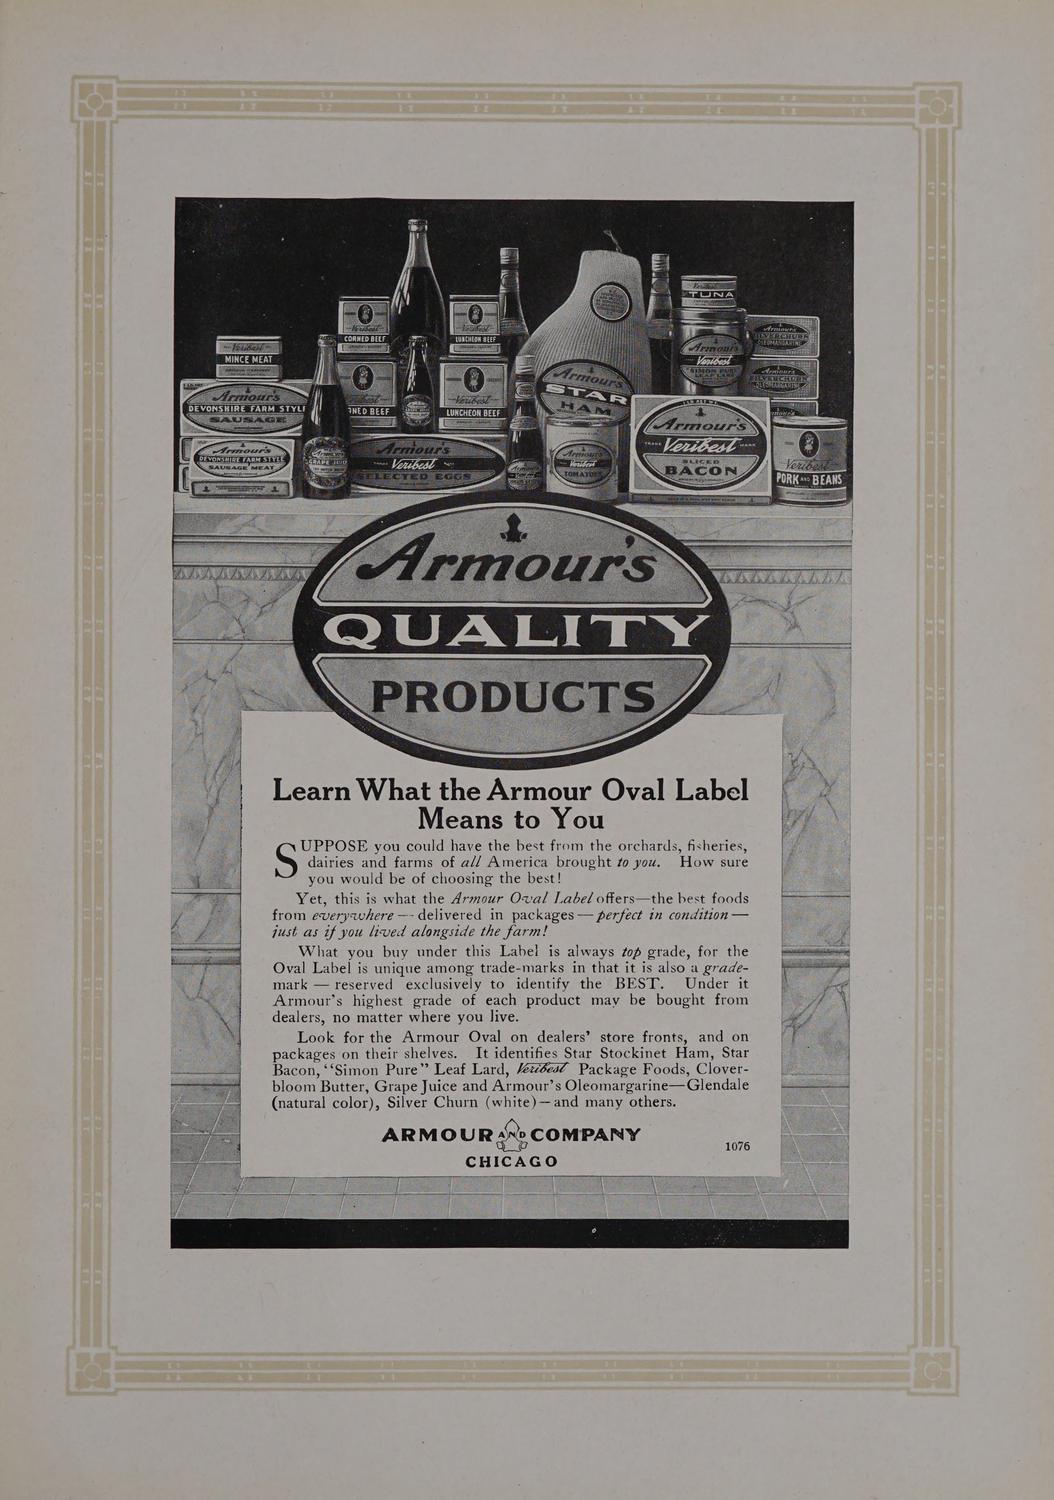 Veribest
TUNA
Veribest
CORNED BEEF
Veribest
LUNCHEON BEEF
Armour's
SILVERCHURN
OLEOMARGARINE
Veribest
MINCE MEAT
Armour's
Veribest
"SIMON PURE"
LEAF LARD
Armour's
SILVERCHURN
OLEOMARGARINE
Armour's
DEVONSHIRE FARM STYLE
SAUSAGE
NED BEEF
Veribest
LUNCHEON BEEF
Armour's
STAR
HAM
Armour's
DEVONSHIRE FARM STYLE
SAUSAGE MEAT
GRAPE JUICE
Armour's
Veribest
SELECTED EGGS
Armour's
Veribest
TOMATOES
Armour's
TRADE Veribest MARK
SLICED
BACON
Veribest
PORK AND BEANS
Armour's
QUALITY
PRODUCTS
Learn What the Armour Oval Label
Means to You
SUPPOSE you could have the best from the orchards, fisheries,
dairies and farms of all America brought to you. How sure
you would be of choosing the best!
Yet, this is what the Armour Oval Label offers—the best foods
from everywhere — delivered in packages — perfect in condition —
just as if you lived alongside the farm!
What you buy under this Label is always top grade, for the
Oval Label is unique among trade-marks in that it is also a grade-
mark — reserved exclusively to identify the BEST. Under it
Armour's highest grade of each product may be bought from
dealers, no matter where you live.
Look for the Armour Oval on dealers' store fronts, and on
packages on their shelves. It identifies Star Stockinet Ham, Star
Bacon, "Simon Pure" Leaf Lard, Veribest Package Foods, Clover-
bloom Butter, Grape Juice and Armour's Oleomargarine—Glendale
(natural color), Silver Churn (white)—and many others.
ARMOUR AND COMPANY
1076
CHICAGO